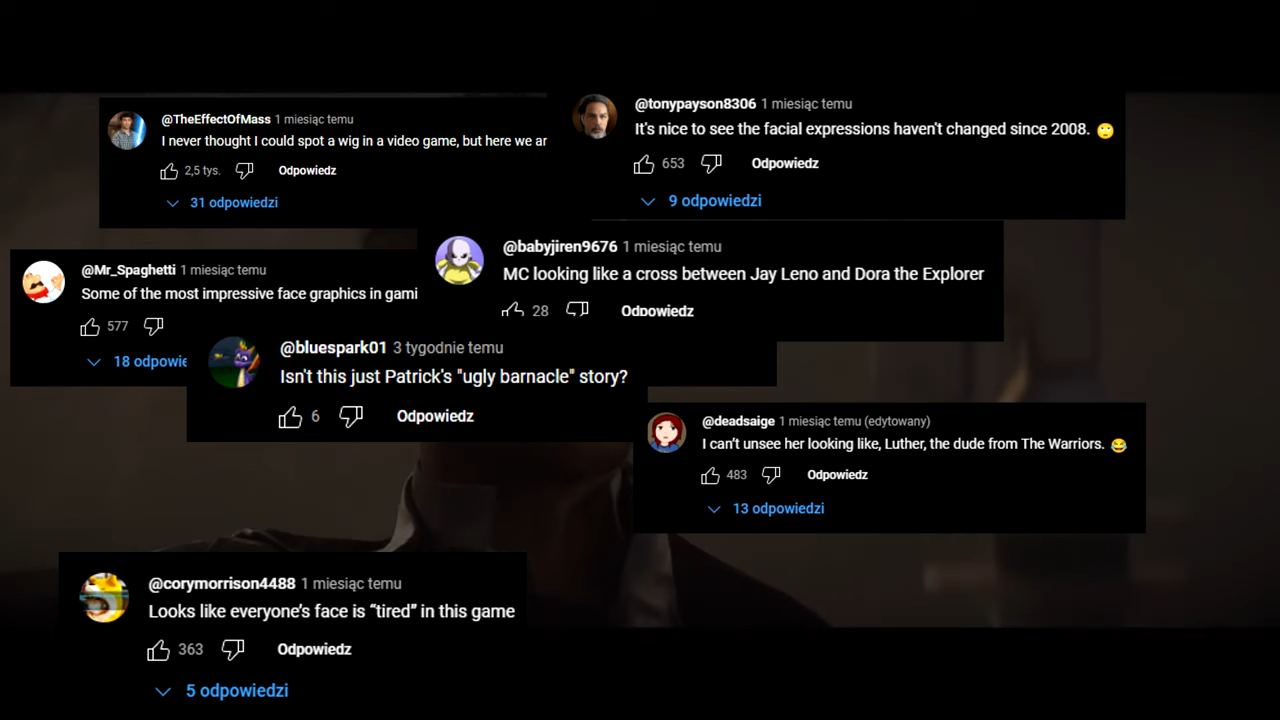 @TheEffectOfMass 1 miesiąc temu
I never thought I could spot a wig in a video game, but here we ar
2,5 tys. Odpowiedz
31 odpowiedzi
@tonypayson8306 1 miesiąc temu
It's nice to see the facial expressions haven't changed since 2008. 🙄
653 Odpowiedz
9 odpowiedzi
@babyjiren9676 1 miesiąc temu
MC looking like a cross between Jay Leno and Dora the Explorer
28 Odpowiedz
@Mr_Spaghetti 1 miesiąc temu
Some of the most impressive face graphics in gami
577
18 odpowie
@bluespark01 3 tygodnie temu
Isn't this just Patrick's "ugly barnacle" story?
6 Odpowiedz
@deadsaige 1 miesiąc temu (edytowany)
I can't unsee her looking like, Luther, the dude from The Warriors. 😂
483 Odpowiedz
13 odpowiedzi
@corymorrison4488 1 miesiąc temu
Looks like everyone's face is “tired” in this game
363 Odpowiedz
5 odpowiedzi